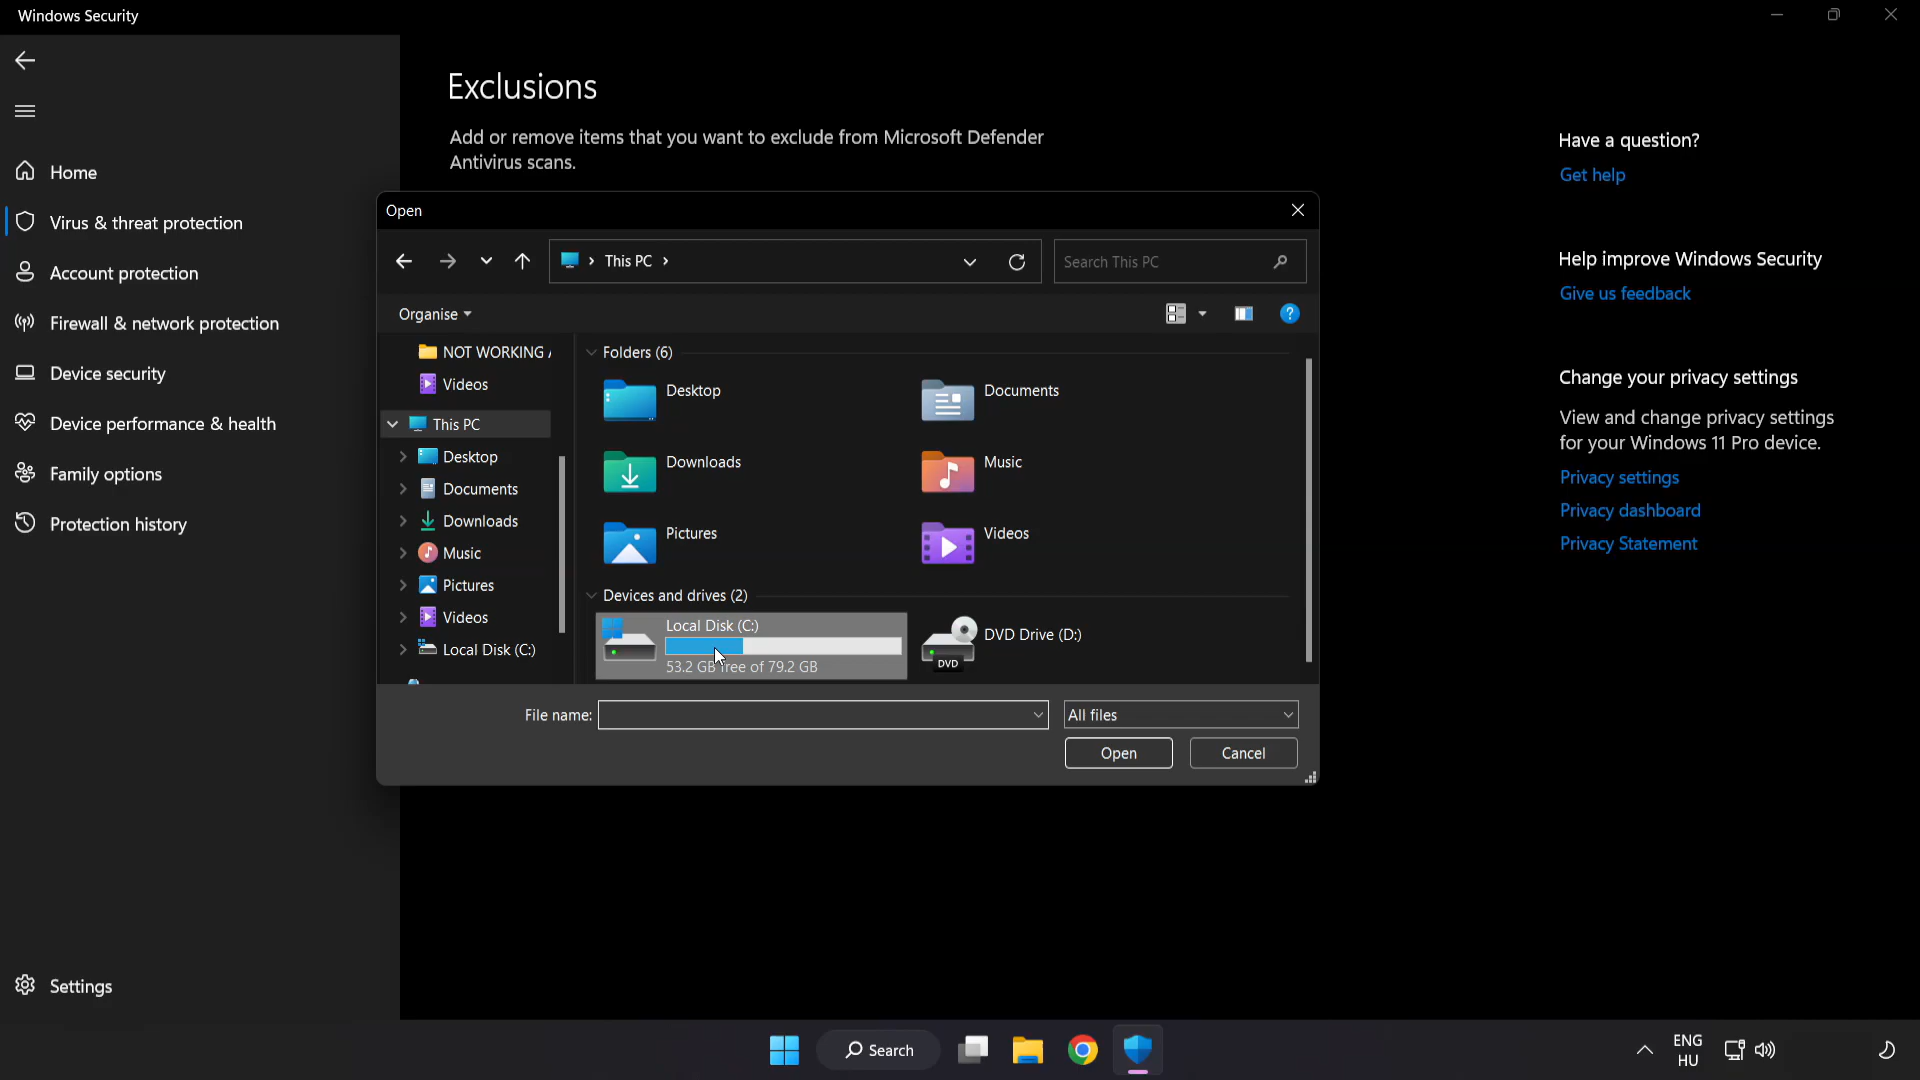 Windows Security
Home
Virus & threat protection
Account protection
Firewall & network protection
Device security
Device performance & health
Family options
Protection history
Settings
Exclusions
Add or remove items that you want to exclude from Microsoft Defender
Antivirus scans.
Open
This PC
Search This PC
Organise
NOT WORKING
Videos
This PC
Desktop
Documents
Downloads
Music
Pictures
Videos
Local Disk (C:)
Folders (6)
Desktop
Documents
Downloads
Music
Pictures
Videos
Devices and drives (2)
Local Disk (C:)
53.2 GB free of 79.2 GB
DVD
DVD Drive (D:)
File name:
All files
Open
Cancel
Have a question?
Get help
Help improve Windows Security
Give us feedback
Change your privacy settings
View and change privacy settings
for your Windows 11 Pro device.
Privacy settings
Privacy dashboard
Privacy Statement
Search
ENG
HU